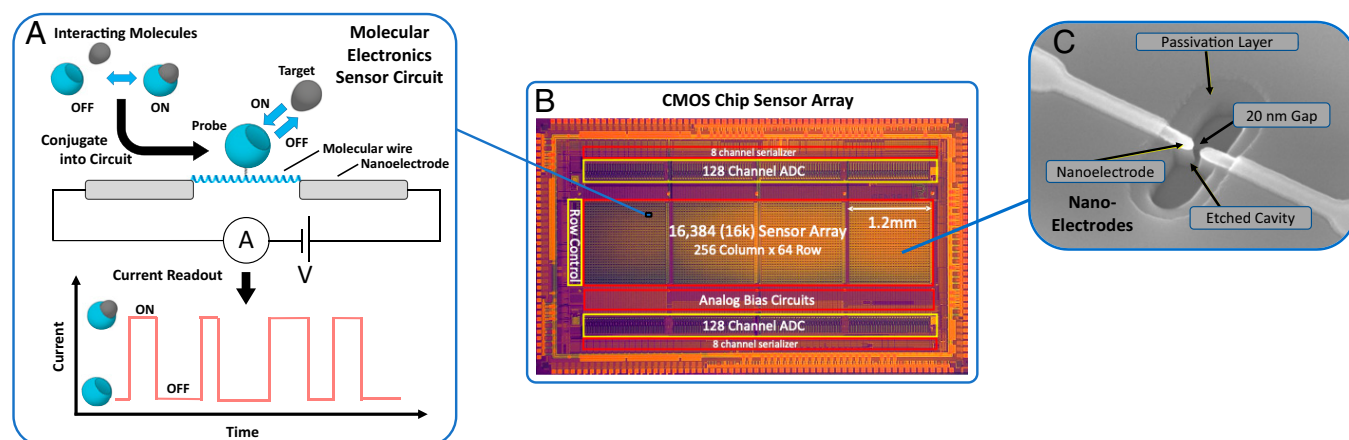 A
Interacting Molecules
OFF
ON
Molecular
Electronics
Sensor Circuit
Target
ON
OFF
Probe
Conjugate
into Circuit
Molecular wire
Nanoelectrode
A
V
Current Readout
ON
OFF
Current
Time
B
CMOS Chip Sensor Array
8 channel serializer
128 Channel ADC
Row Control
1.2mm
16,384 (16k) Sensor Array
256 Column x 64 Row
Analog Bias Circuits
128 Channel ADC
8 channel serializer
C
Passivation Layer
20 nm Gap
Nanoelectrode
Etched Cavity
Nano-
Electrodes